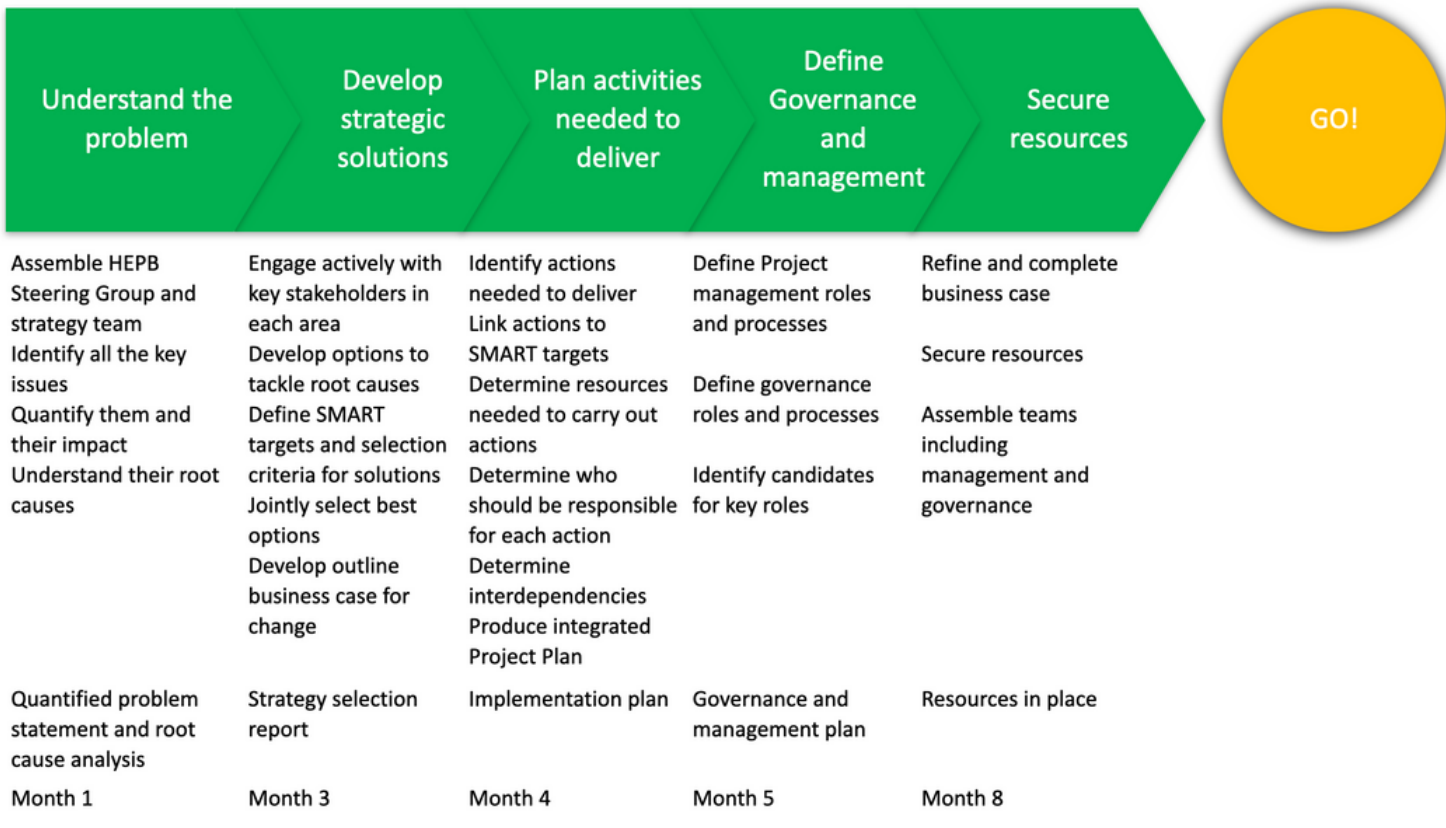 Understand the
problem
Develop
strategic
solutions
Plan activities
needed to
deliver
Define
Governance
and
management
Secure
resources
GO!
Assemble HEPB
Steering Group and
strategy team
Identify all the key
issues
Quantify them and
their impact
Understand their root
causes
Engage actively with
key stakeholders in
each area
Develop options to
tackle root causes
Define SMART
targets and selection
criteria for solutions
Jointly select best
options
Develop outline
business case for
change
Identify actions
needed to deliver
Link actions to
SMART targets
Determine resources
needed to carry out
actions
Determine who
should be responsible
for each action
Determine
interdependencies
Produce integrated
Project Plan
Define Project
management roles
and processes
Define governance
roles and processes
Identify candidates
for key roles
Refine and complete
business case
Secure resources
Assemble teams
including
management and
governance
Quantified problem
statement and root
cause analysis
Strategy selection
report
Implementation plan
Governance and
management plan
Resources in place
Month 1
Month 3
Month 4
Month 5
Month 8